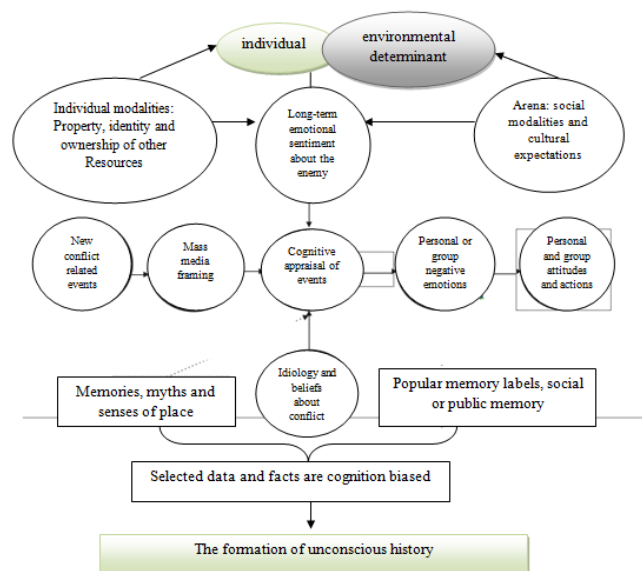 individual
environmental
determinant
Individual modalities:
Property, identity and
ownership of other
Resources
Long-term
emotional
sentiment
about the
enemy
Arena: social
modalities and
cultural
expectations
New
conflict
related
events
Mass
media
framing
Cognitive
appraisal of
events
Personal or
group
negative
emotions
Personal
and group
attitudes
and actions
Idiology and
beliefs
about
conflict
Memories, myths and
senses of place
Popular memory labels, social
or public memory
Selected data and facts are cognition biased
The formation of unconscious history